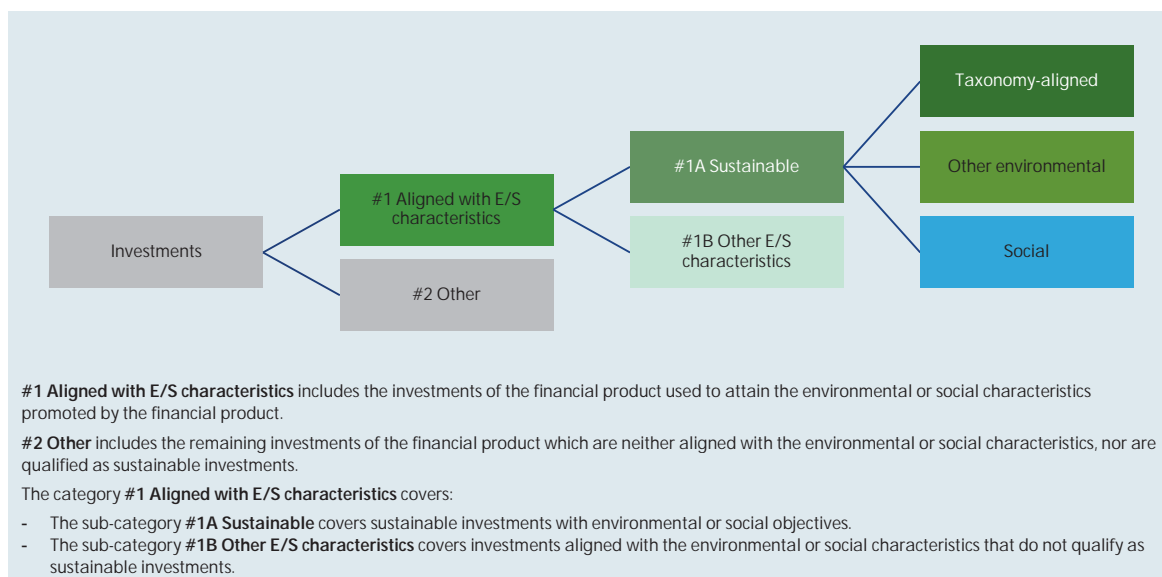 Taxonomy-aligned
#1A Sustainable
Other environmental
#1 Aligned with E/S
characteristics
#1B Other E/S
characteristics
Investments
Social
#2 Other
#1 Aligned with E/S characteristics includes the investments of the financial product used to attain the environmental or social characteristics
promoted by the financial product.
#2 Other includes the remaining investments of the financial product which are neither aligned with the environmental or social characteristics, nor are
qualified as sustainable investments.
The category #1 Aligned with E/S characteristics covers:
- The sub-category #1A Sustainable covers sustainable investments with environmental or social objectives.
- The sub-category #1B Other E/S characteristics covers investments aligned with the environmental or social characteristics that do not qualify as
sustainable investments.